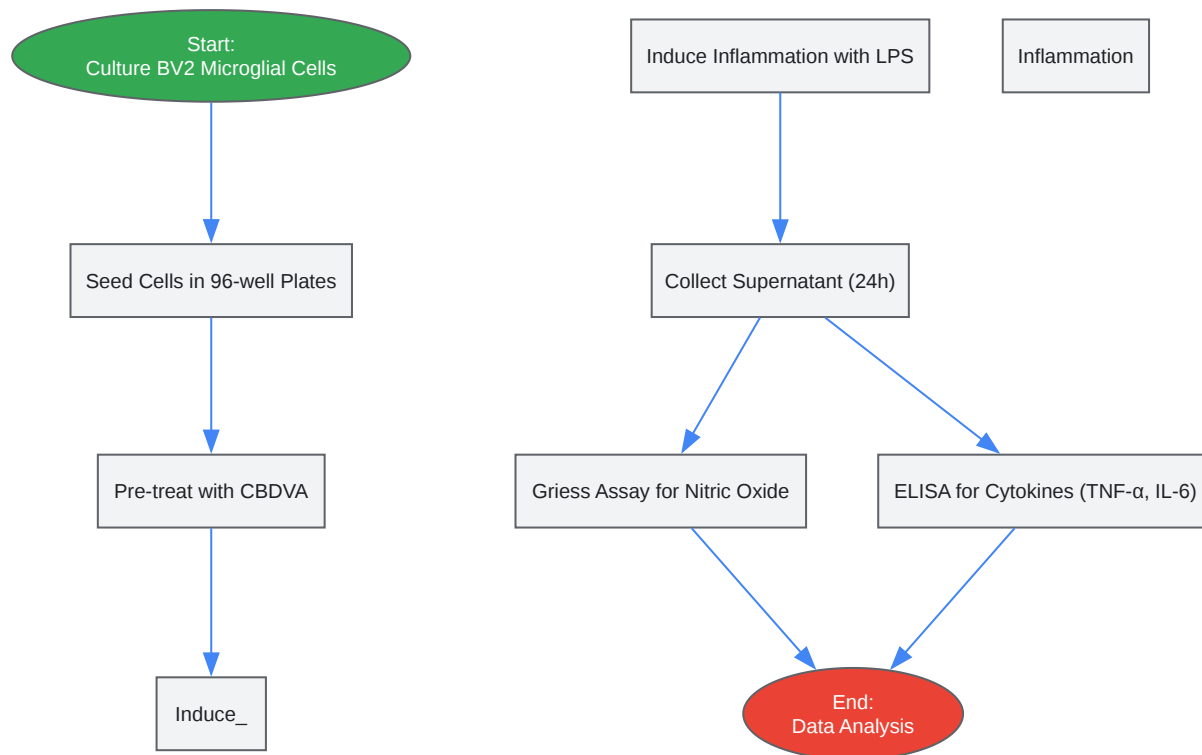 Start:
Culture BV2 Microglial Cells
Seed Cells in 96-well Plates
Pre-treat with CBDVA
Induce_
Induce Inflammation with LPS
Inflammation
Collect Supernatant (24h)
Griess Assay for Nitric Oxide
ELISA for Cytokines (TNF-α, IL-6)
End:
Data Analysis